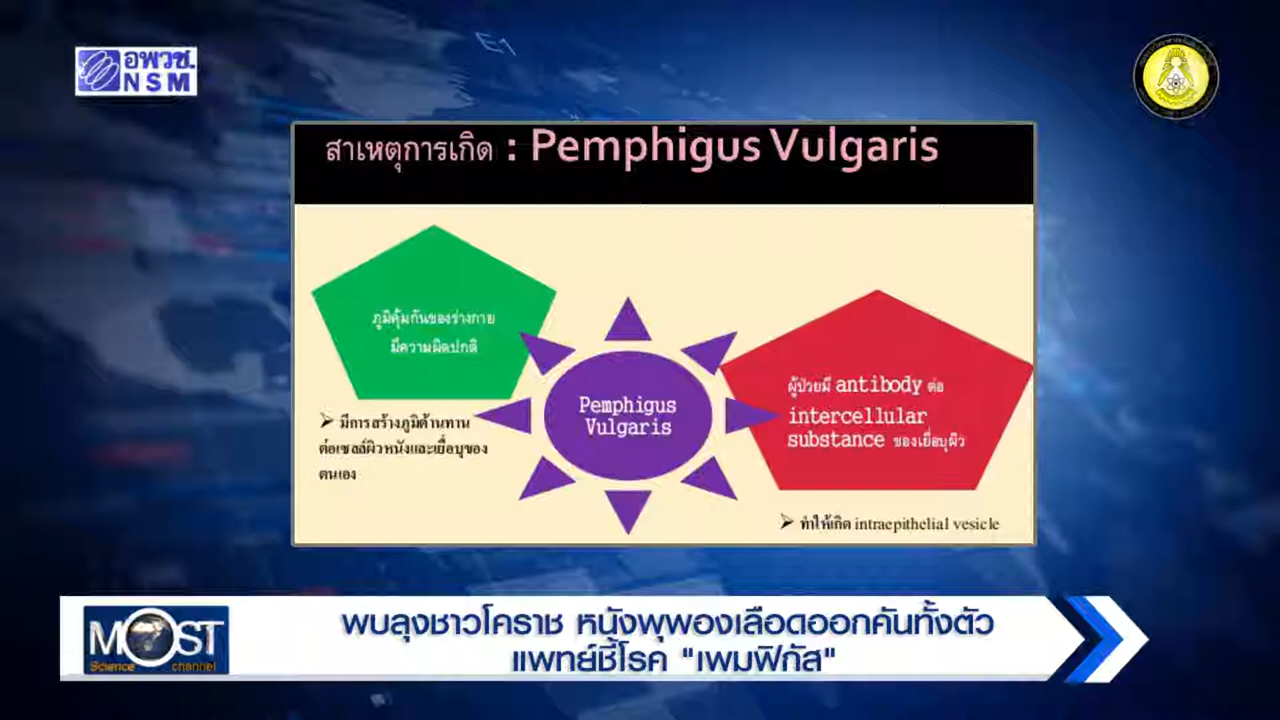 E1
อพวช.
NSM
สาเหตุการเกิด : Pemphigus Vulgaris
ภูมิคุ้มกันของร่างกาย
มีความผิดปกติ
➢ มีการสร้างภูมิต้านทาน
ต่อเซลล์ผิวหนังและเยื่อบุของ
ตนเอง
Pemphigus
Vulgaris
ผู้ป่วยมี antibody ต่อ
intercellular
substance ของเยื่อบุผิว
➢ ทำให้เกิด intraepithelial vesicle
MOST
Science channel
พบลุงชาวโคราช หนังพุพองเลือดออกคันทั้งตัว
แพทย์ชี้โรค "เพมฟิกัส"